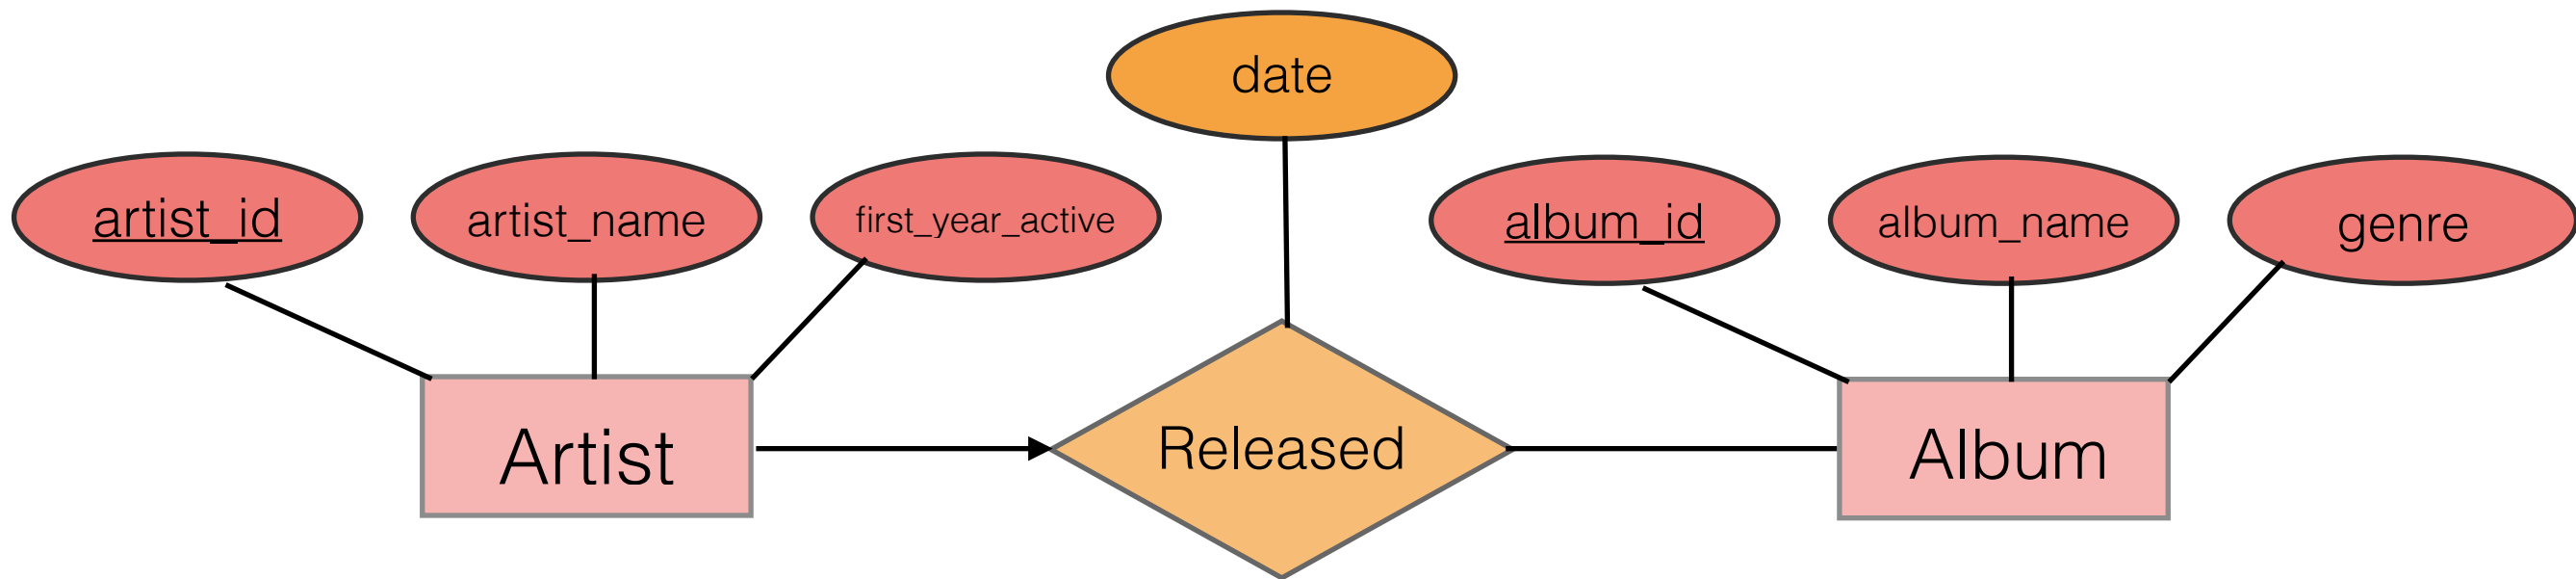 date
artist_id
artist_name
first_year_active
album_id
album_name
genre
Artist
Released
Album